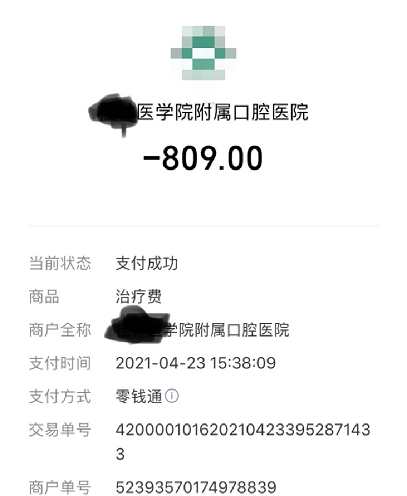 医学院附属口腔医院
-809.00
当前状态 支付成功
商品 治疗费
商户全称 学院附属口腔医院
支付时间 2021-04-23 15:38:09
支付方式 零钱通
交易单号 420000101620210423395287143
3
商户单号 52393570174978839